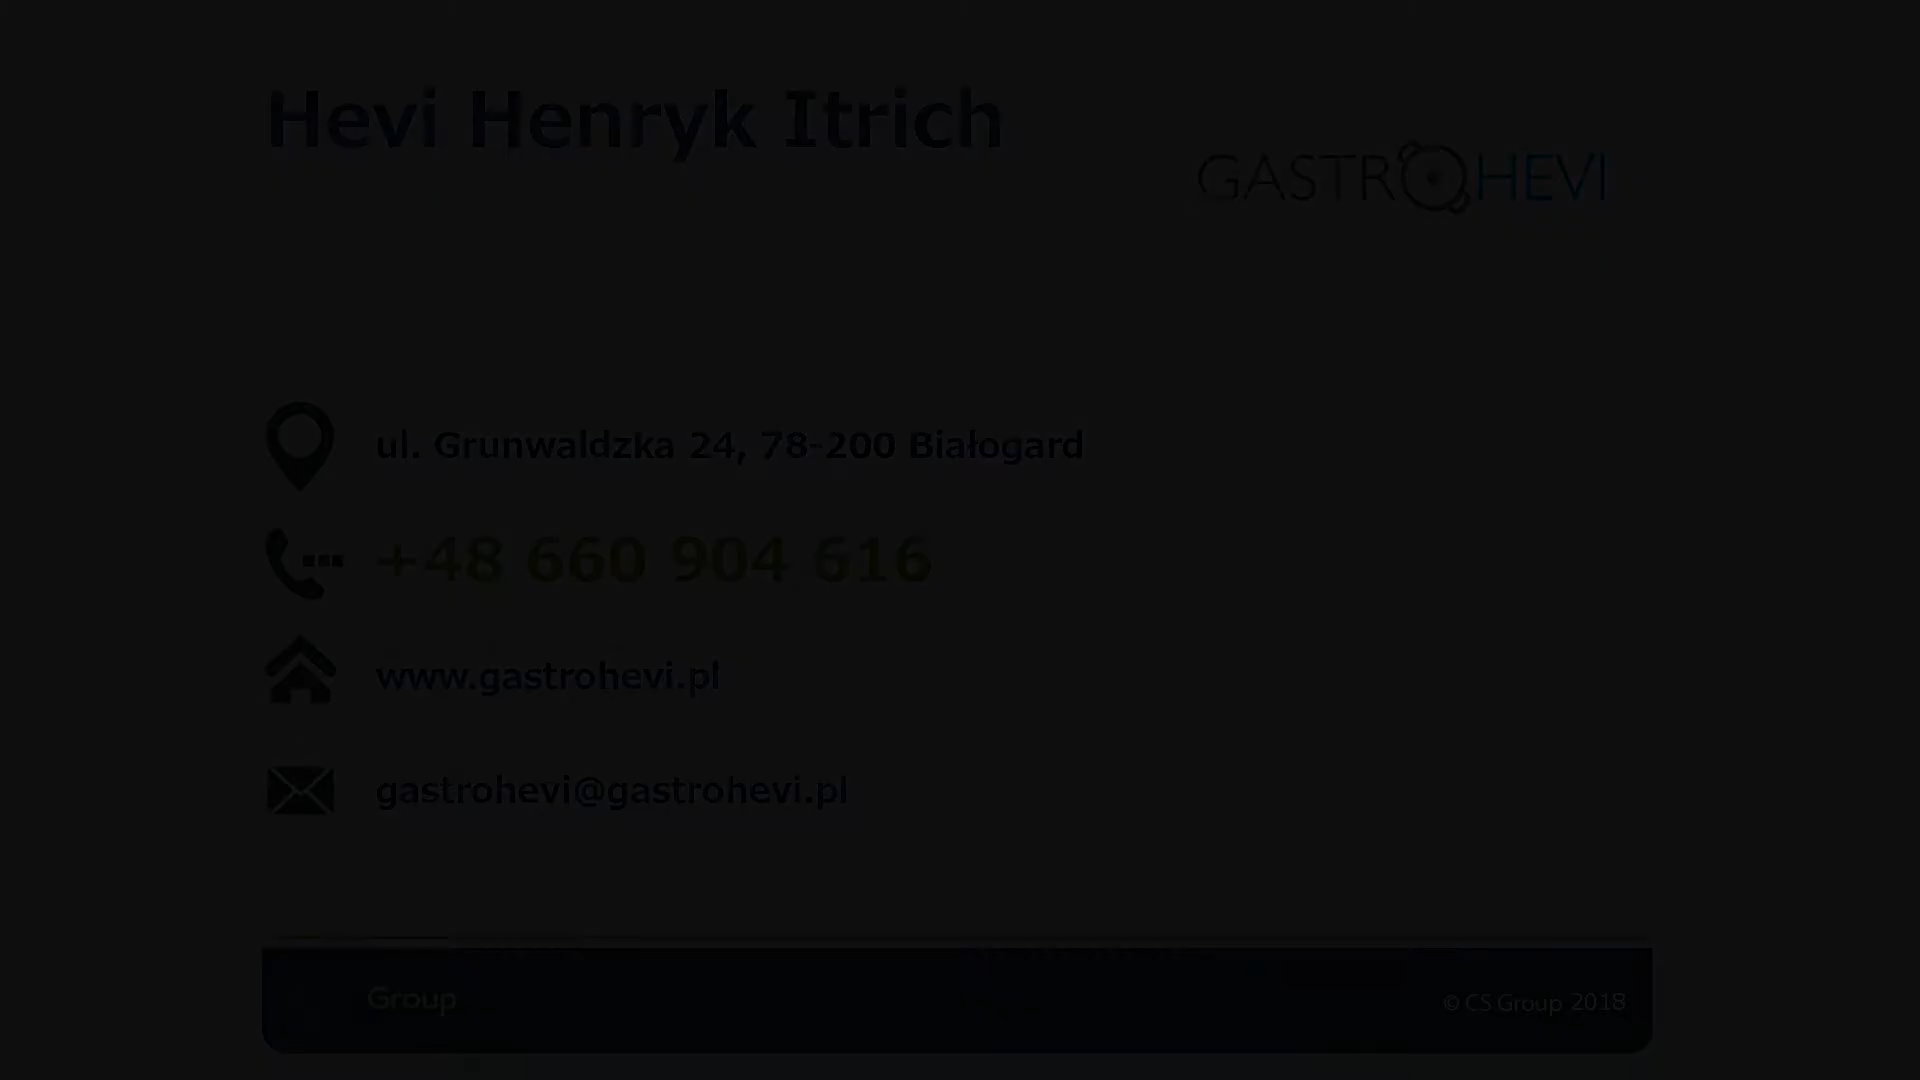 Hevi Henryk Itrich
GASTROHEVI
ul. Grunwaldzka 24, 78-200 Białogard
+48 660 904 616
www.gastrohevi.pl
gastrohevi@gastrohevi.pl
Group
© CS Group 2018